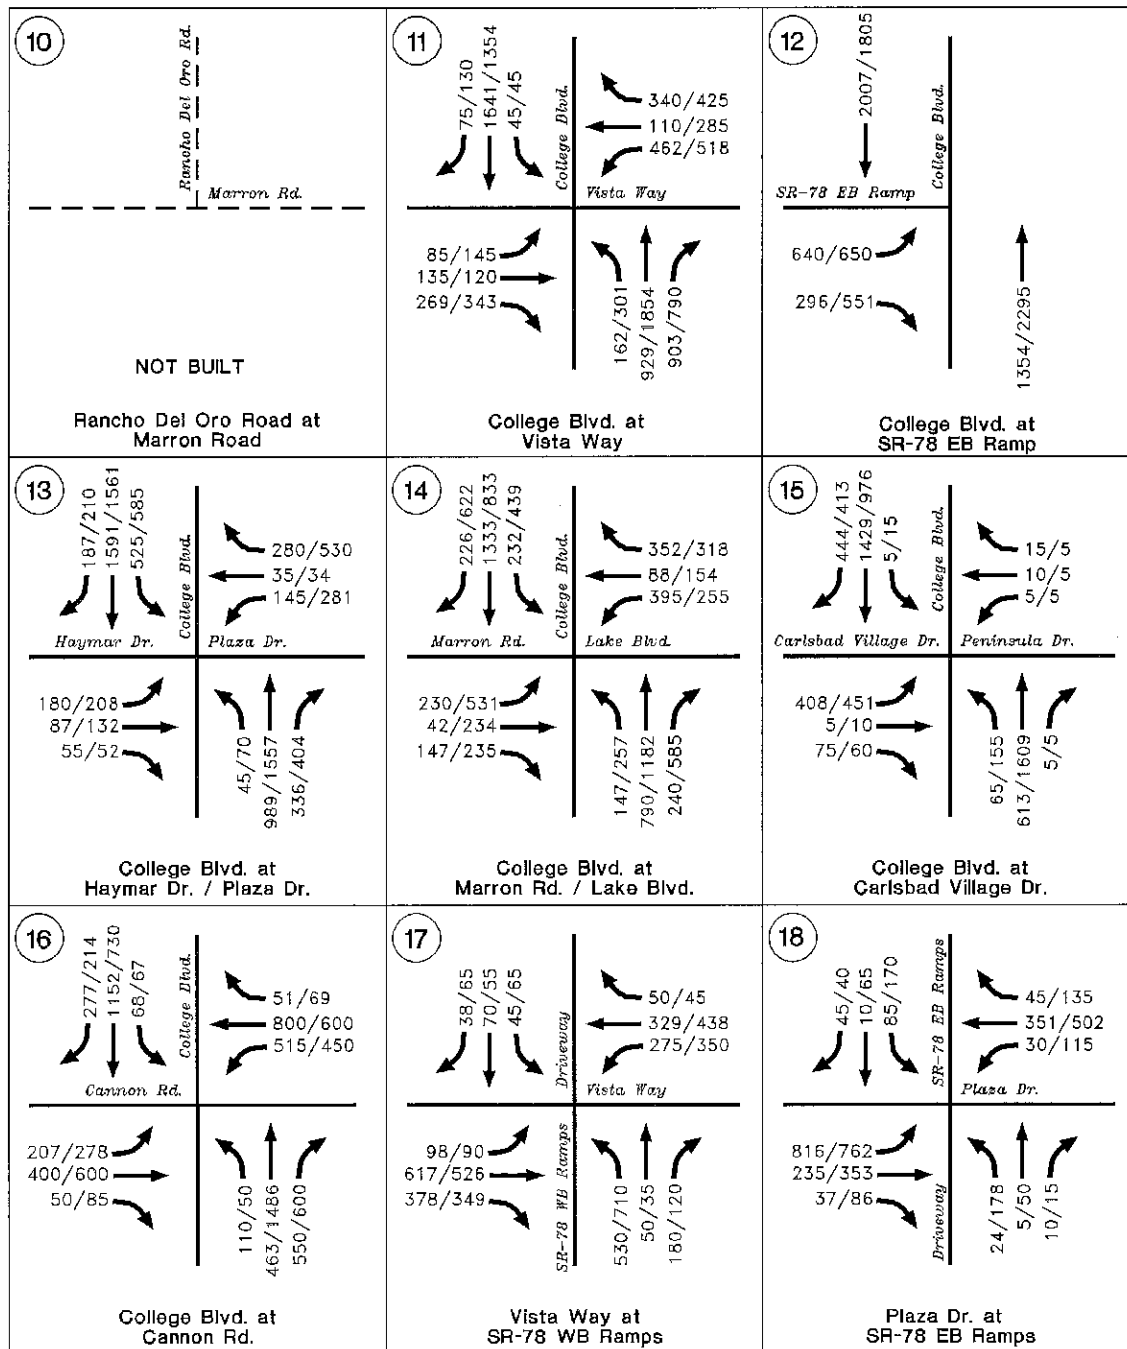 10
Rancho Del Oro Rd.
Marron Rd.
NOT BUILT
Rancho Del Oro Road at
Marron Road
11
75/130
1641/1354
45/45
College Blvd.
340/425
110/285
462/518
Vista Way
85/145
135/120
269/343
162/301
929/1854
903/790
College Blvd. at
Vista Way
12
2007/1805
College Blvd.
SR-78 EB Ramp
640/650
296/551
1354/2295
College Blvd. at
SR-78 EB Ramp
13
187/210
1591/1561
525/585
College Blvd.
280/530
35/34
145/281
Haymar Dr.
Plaza Dr.
180/208
87/132
55/52
45/70
989/1557
336/404
College Blvd. at
Haymar Dr. / Plaza Dr.
14
226/622
1333/833
232/439
College Blvd.
352/318
88/154
395/255
Marron Rd.
Lake Blvd.
230/531
42/234
147/235
147/257
790/1182
240/585
College Blvd. at
Marron Rd. / Lake Blvd.
15
444/413
1429/976
5/15
College Blvd.
15/5
10/5
5/5
Carlsbad Village Dr.
Peninsula Dr.
408/451
5/10
75/60
65/155
613/1609
5/5
College Blvd. at
Carlsbad Village Dr.
16
277/214
1152/730
68/67
College Blvd.
51/69
800/600
515/450
Cannon Rd.
207/278
400/600
50/85
110/50
463/1486
550/600
College Blvd. at
Cannon Rd.
17
38/65
70/55
45/65
Driveway
50/45
329/438
275/350
Vista Way
98/90
617/526
378/349
SR-78 WB Ramps
530/710
50/35
180/120
Vista Way at
SR-78 WB Ramps
18
45/40
10/65
85/170
SR-78 EB Ramps
45/135
351/502
30/115
Plaza Dr.
816/762
235/353
37/86
Driveway
24/178
5/50
10/15
Plaza Dr. at
SR-78 EB Ramps